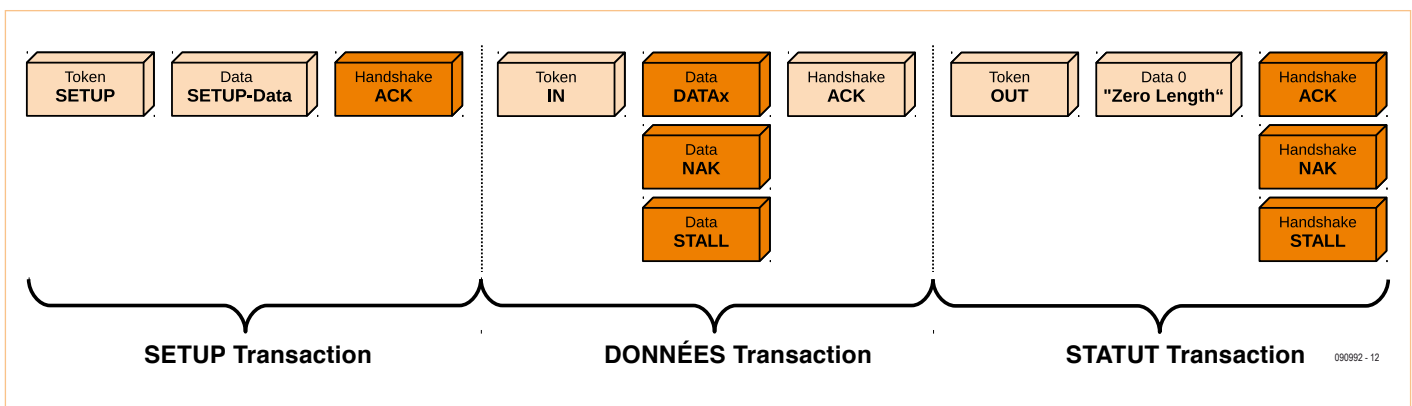 Token
SETUP
Data
SETUP-Data
Handshake
ACK
Token
IN
Data
DATAx
Handshake
ACK
Data
NAK
Data
STALL
Token
OUT
Data 0
"Zero Length“
Handshake
ACK
Handshake
NAK
Handshake
STALL
SETUP Transaction
DONNÉES Transaction
STATUT Transaction
090992 - 12